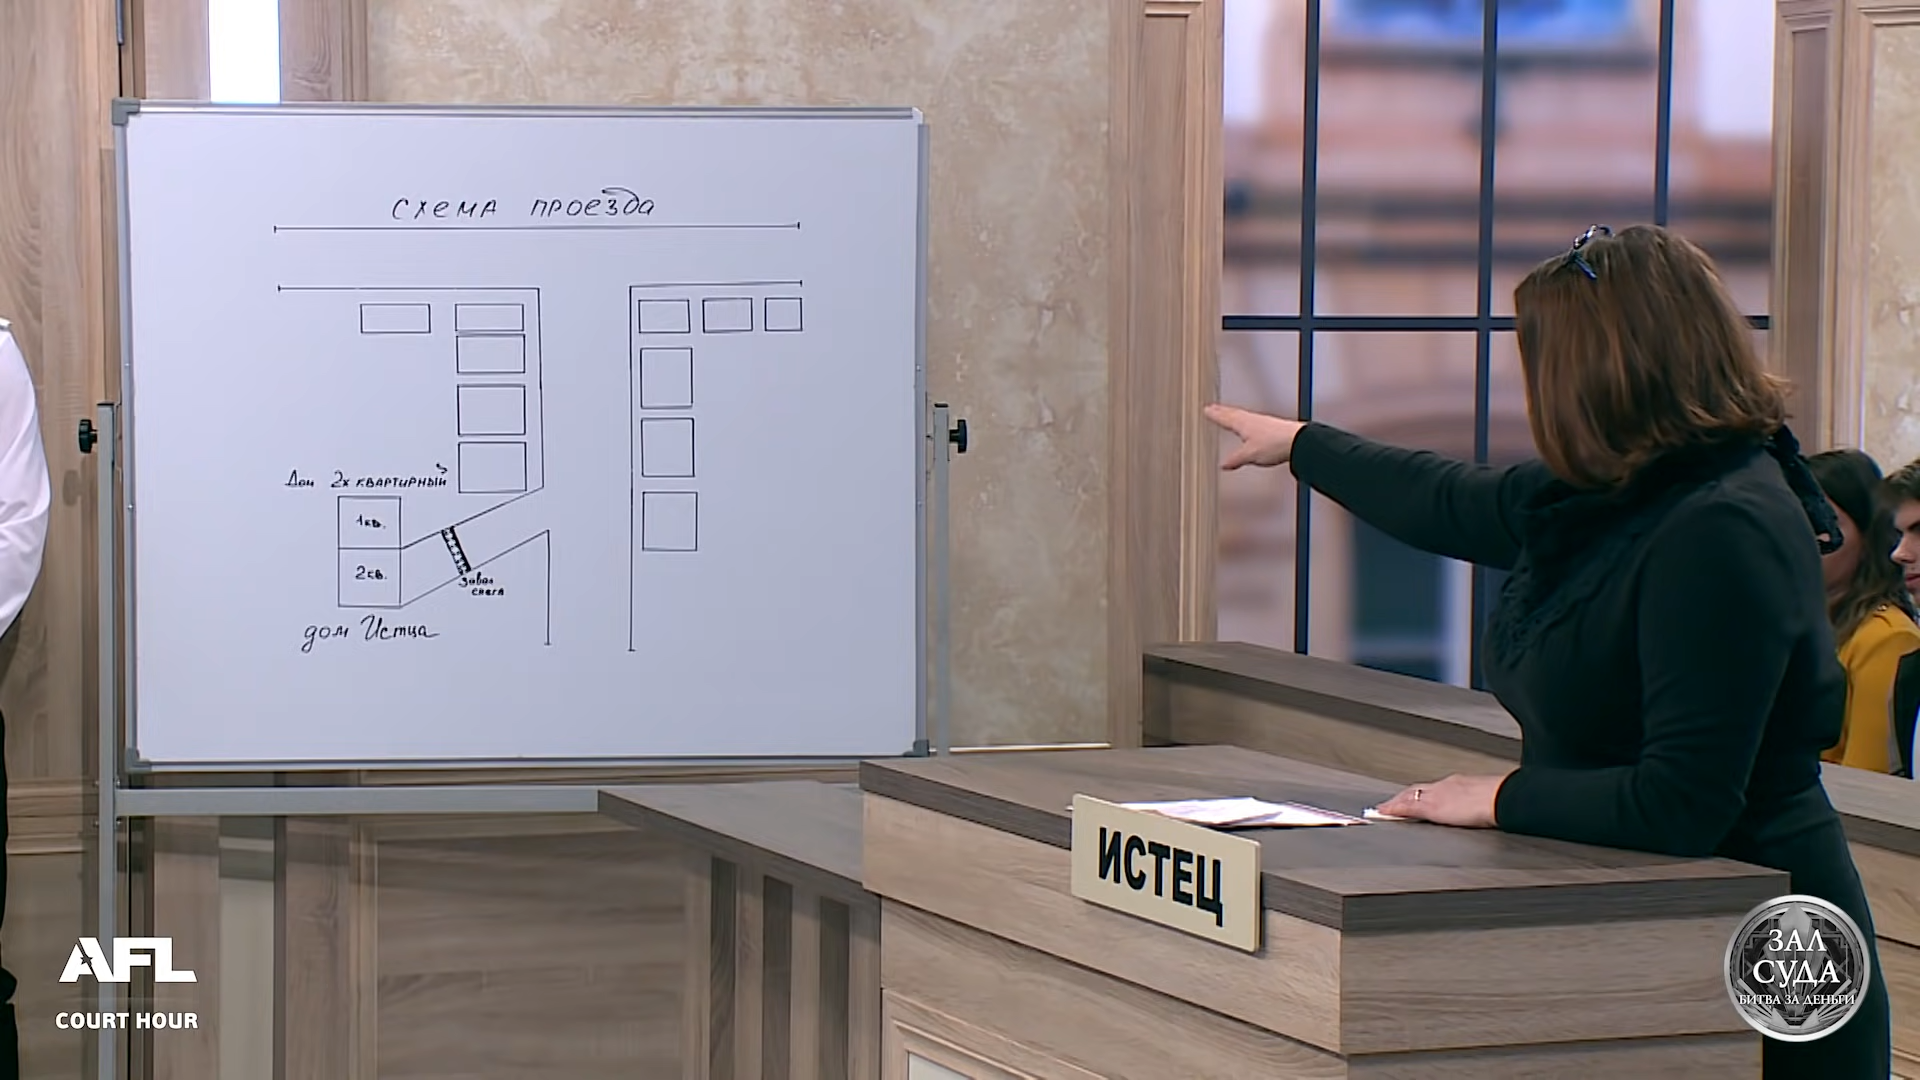 схема проезда
Дом 2х квартирный
1кв.
2кв.
завал
снега
дом Истца
ИСТЕЦ
AFL
COURT HOUR
ЗАЛ
СУДА
БИТВА ЗА ДЕНЬГИ